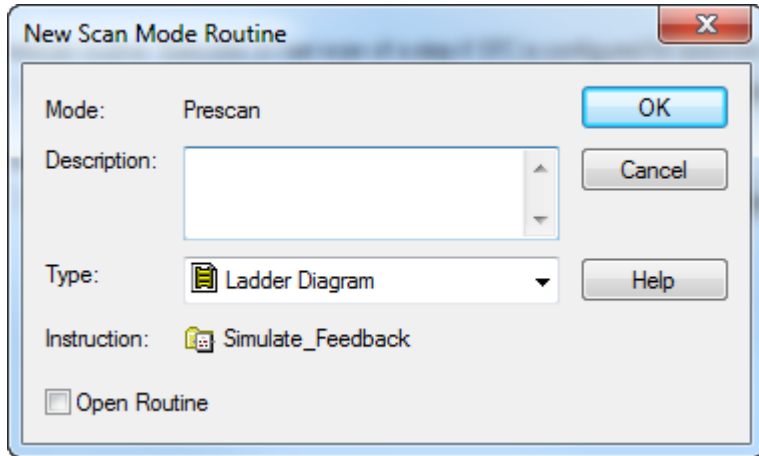 New Scan Mode Routine
Mode: Prescan
OK
Description:
Cancel
Type: Ladder Diagram
Help
Instruction: Simulate_Feedback
Open Routine